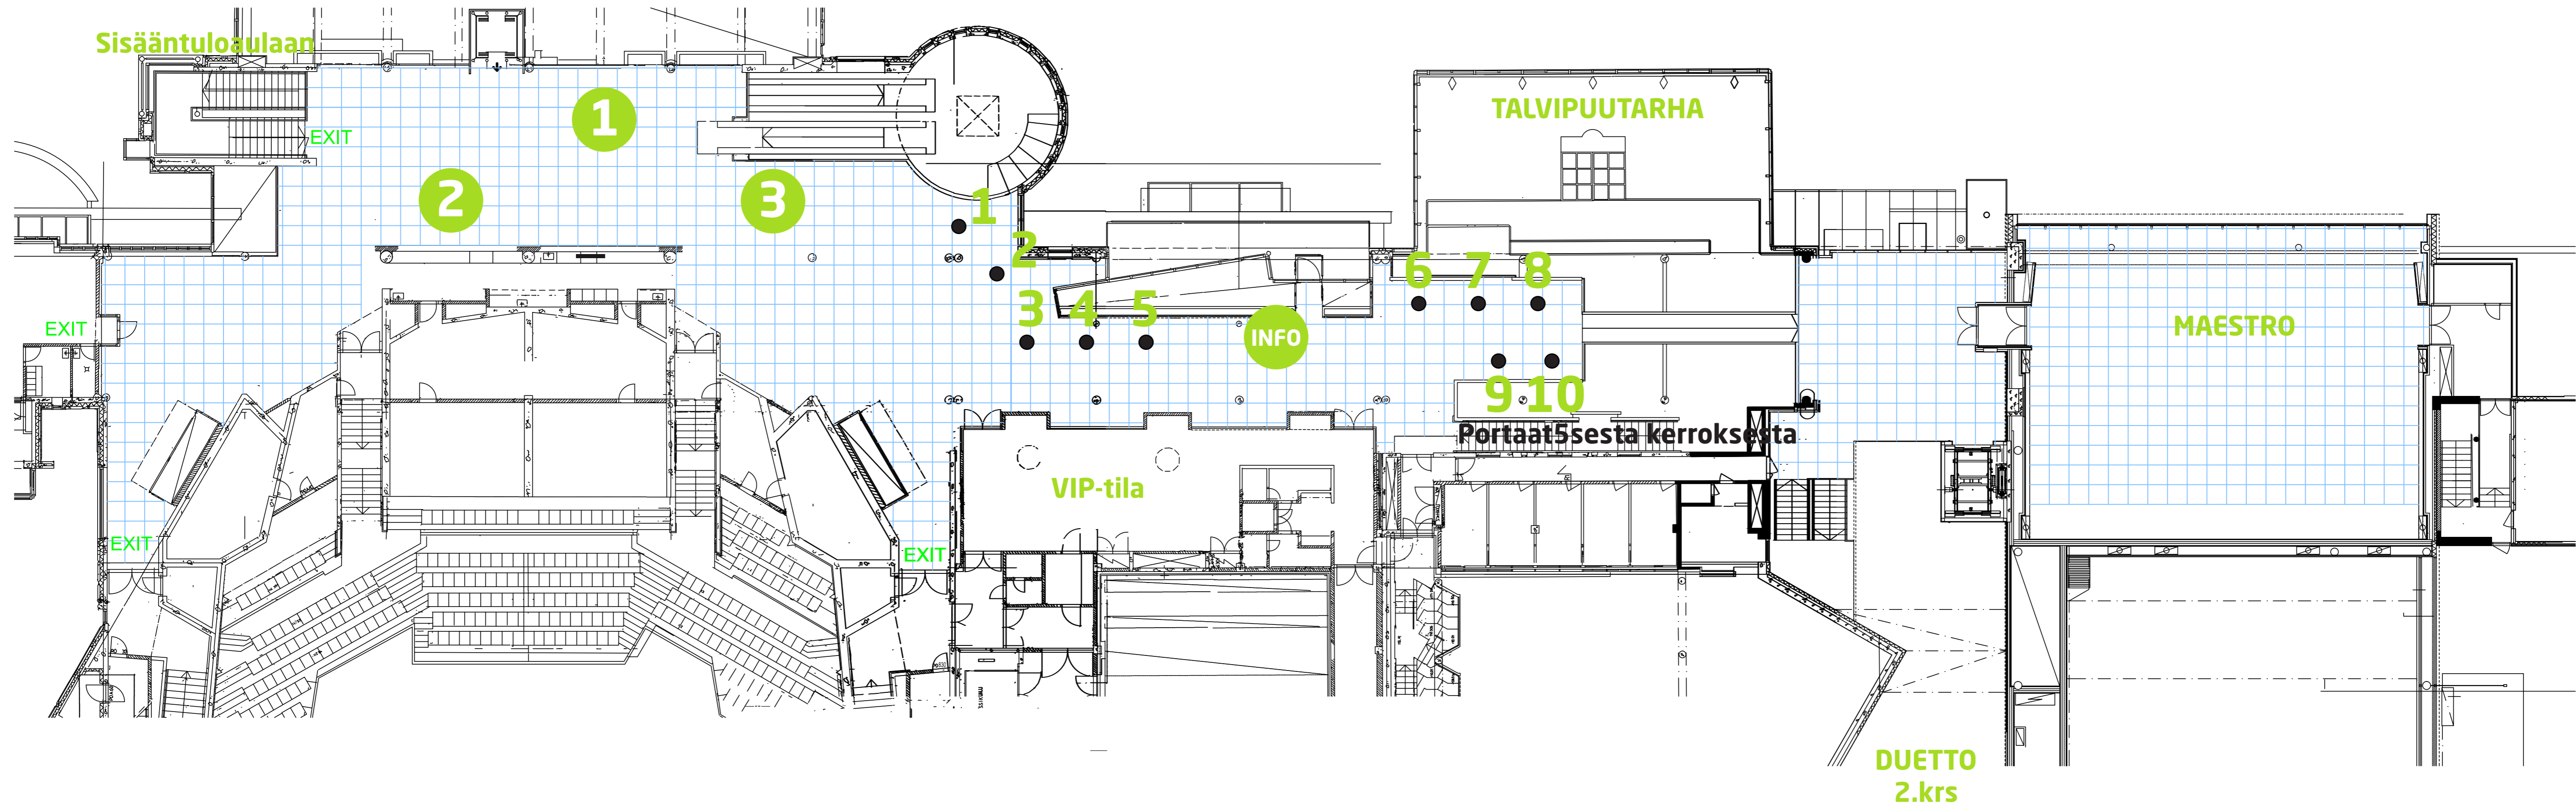 Sisääntuloaulaan
EXIT
1
2
3
EXIT
EXIT
EXIT
1
2
3
4
5
INFO
VIP-tila
TALVIPUUTARHA
6
7
8
9
10
Portaat5sesta kerroksesta
MAESTRO
DUETTO
2.krs